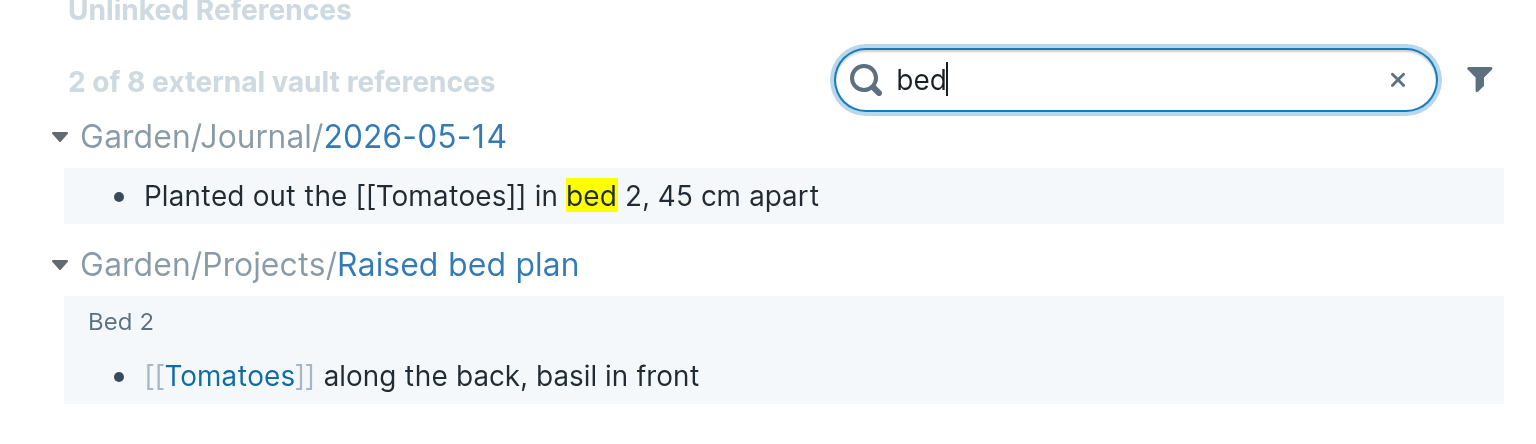 Unlinked References
2 of 8 external vault references
bed
Garden/Journal/2026-05-14
Planted out the [[Tomatoes]] in bed 2, 45 cm apart
Garden/Projects/Raised bed plan
Bed 2
[[Tomatoes]] along the back, basil in front